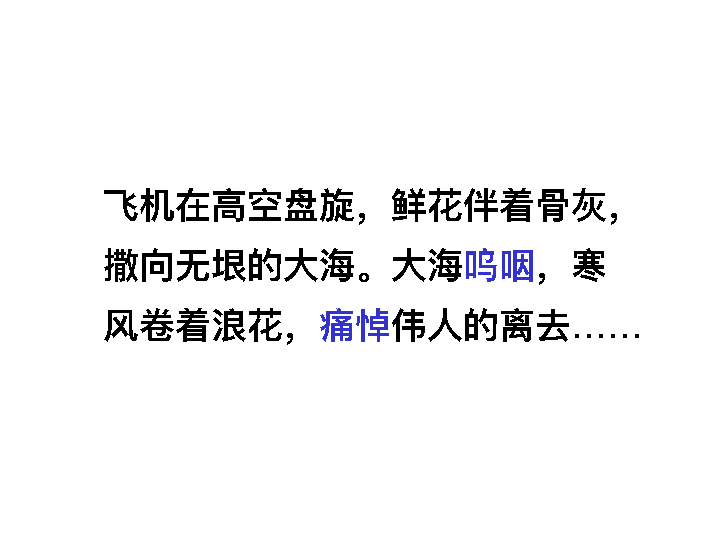 飞机在高空盘旋，鲜花伴着骨灰，
撒向无垠的大海。大海呜咽，寒
风卷着浪花，痛悼伟人的离去……